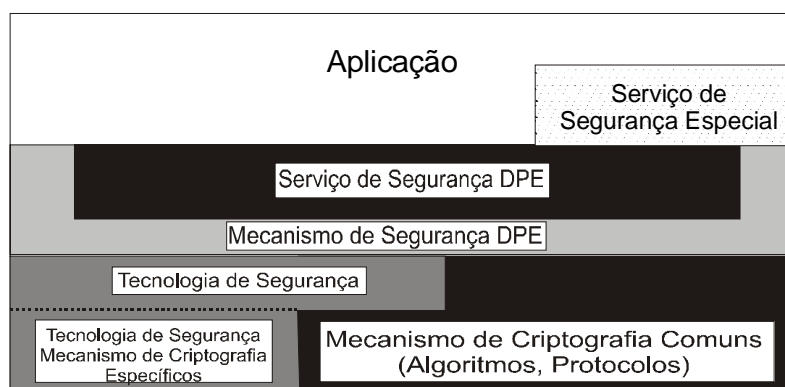 Aplicação
Serviço de
Segurança Especial
Serviço de Segurança DPE
Mecanismo de Segurança DPE
Tecnologia de Segurança
Tecnologia de Segurança
Mecanismo de Criptografia
Específicos
Mecanismo de Criptografia Comuns
(Algoritmos, Protocolos)